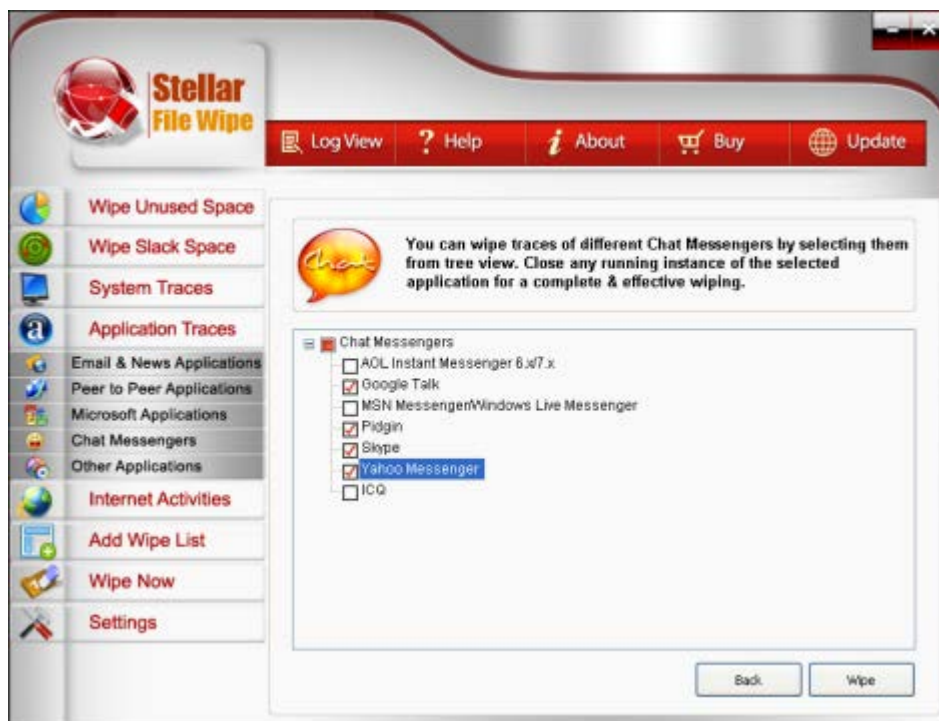 Stellar
File Wipe
Log View
? Help
i About
Buy
Update
Wipe Unused Space
Wipe Slack Space
System Traces
Application Traces
Email & News Applications
Peer to Peer Applications
Microsoft Applications
Chat Messengers
Other Applications
Internet Activities
Add Wipe List
Wipe Now
Settings
Chat
You can wipe traces of different Chat Messengers by selecting them
from tree view. Close any running instance of the selected
application for a complete & effective wiping.
Chat Messengers
AOL Instant Messenger 6.x/7.x
Google Talk
MSN Messenger/Windows Live Messenger
Pidgin
Skype
Yahoo Messenger
ICQ
Back
Wipe